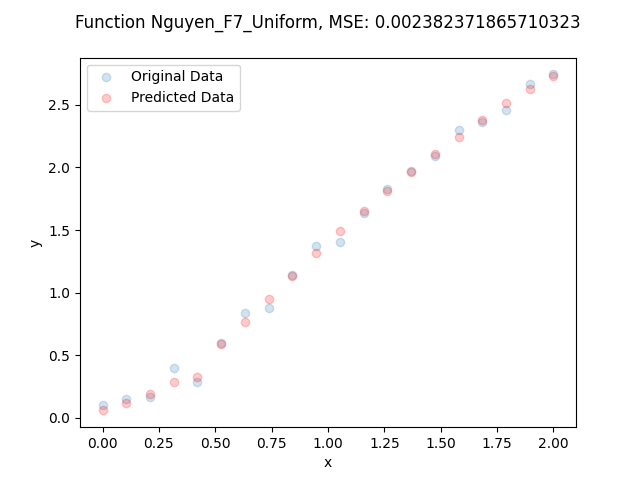 Function Nguyen_F7_Uniform, MSE: 0.002382371865710323
Original Data
Predicted Data
2.5
2.0
1.5
1.0
0.5
0.0
y
0.00 0.25 0.50 0.75 1.00 1.25 1.50 1.75 2.00
x